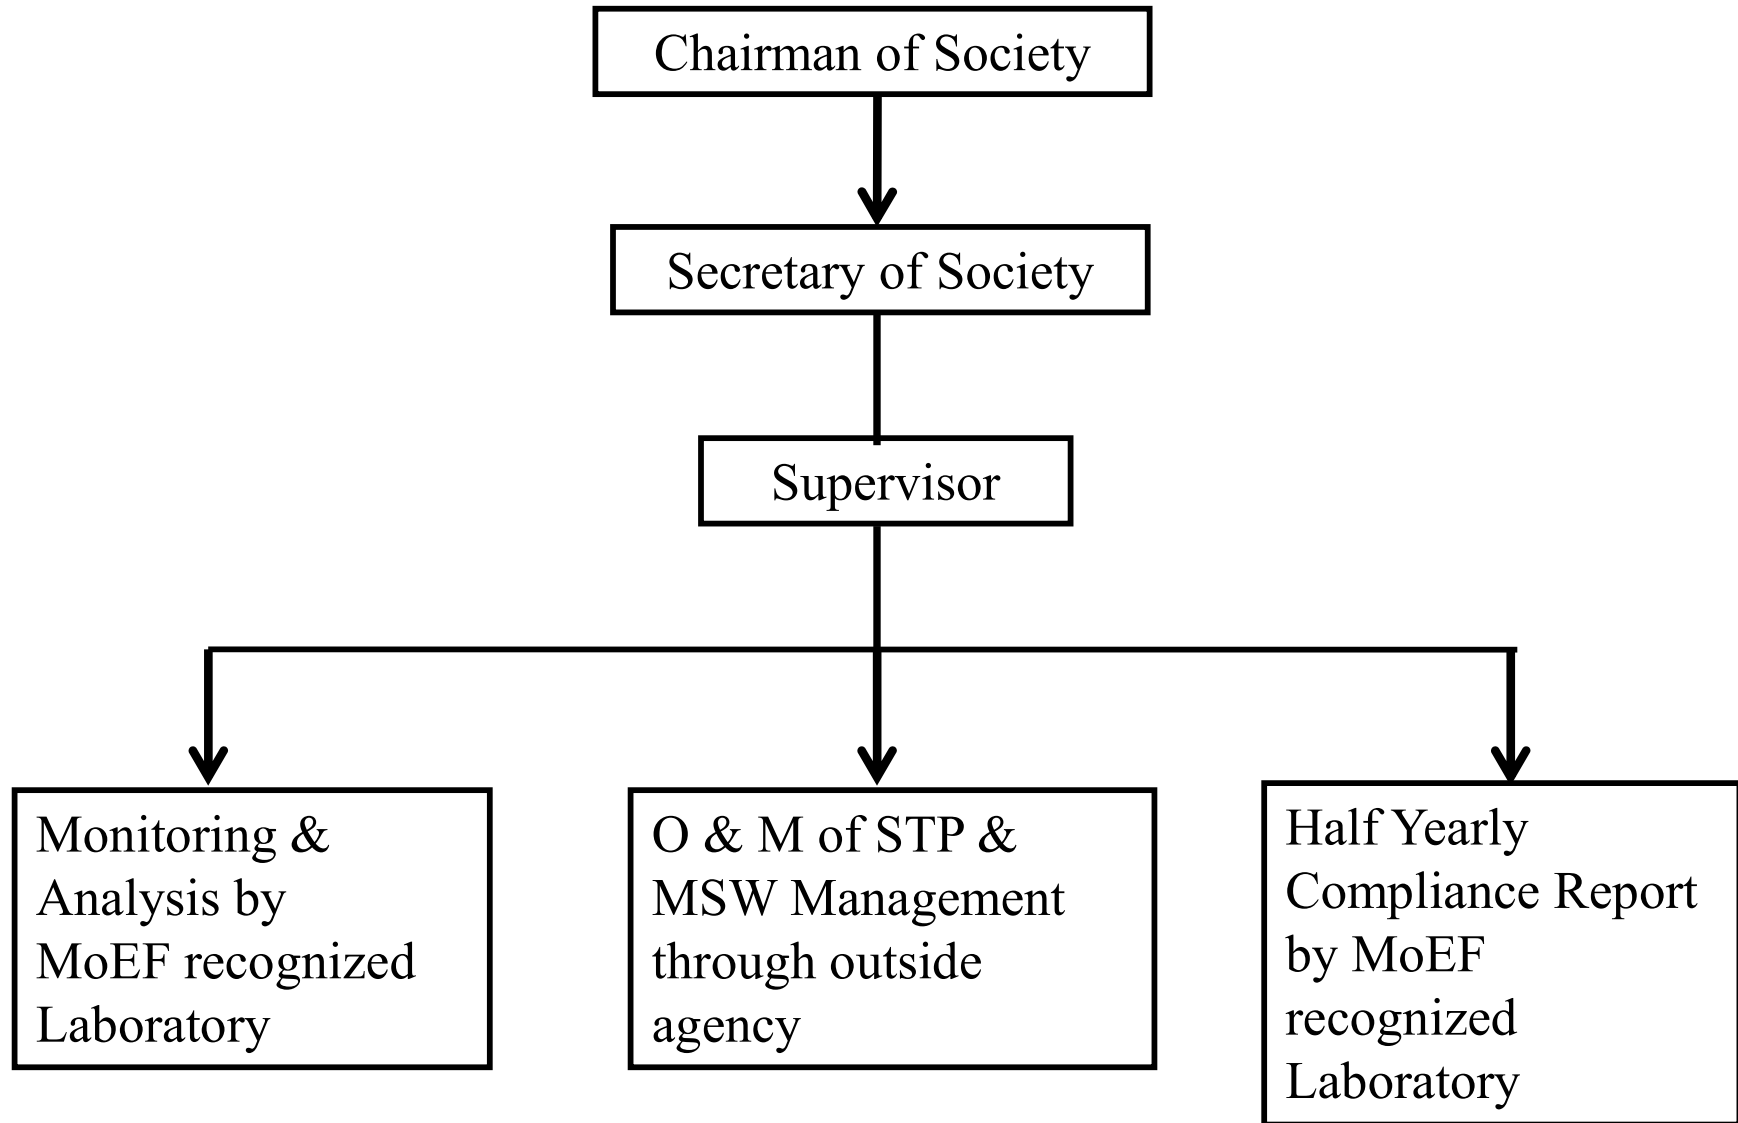 Chairman of Society
Secretary of Society
Supervisor
Monitoring &
Analysis by
MoEF recognized
Laboratory
O & M of STP &
MSW Management
through outside
agency
Half Yearly
Compliance Report
by MoEF
recognized
Laboratory